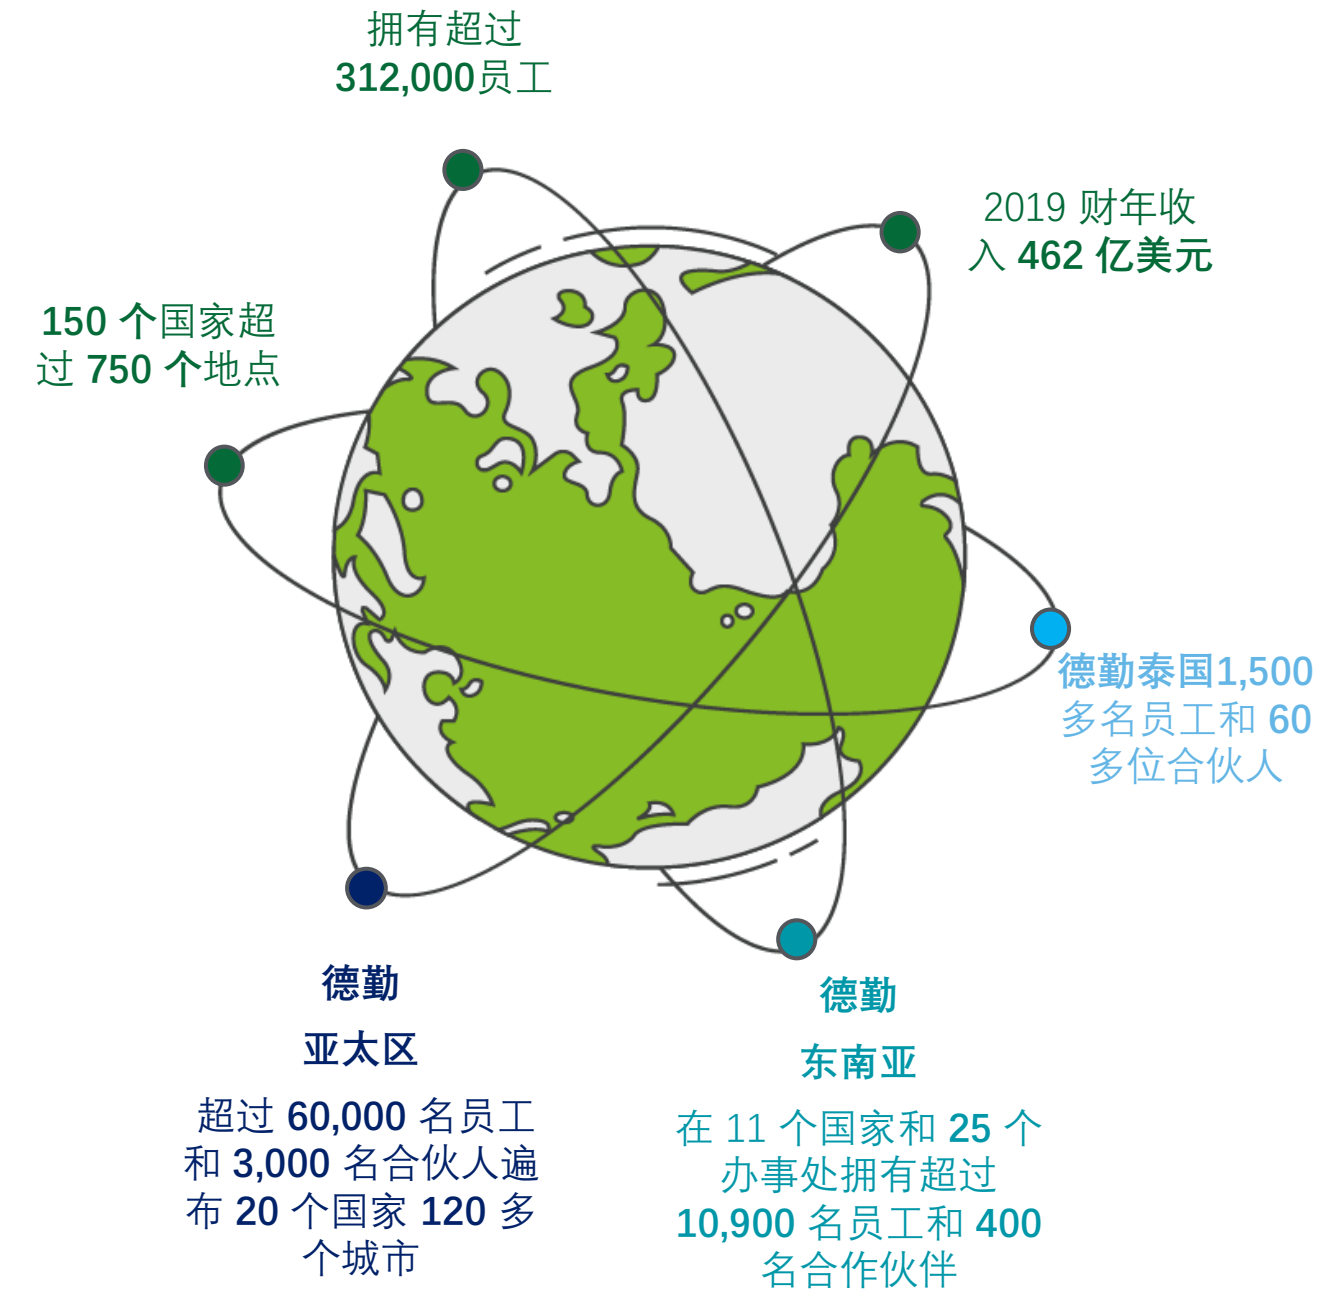 拥有超过
312,000员工
2019 财年收
入 462 亿美元
150 个国家超
过 750 个地点
德勤泰国1,500
多名员工和 60
多位合伙人
德勤
亚太区
超过 60,000 名员工
和 3,000 名合伙人遍
布 20 个国家 120 多
个城市
德勤
东南亚
在 11 个国家和 25 个
办事处拥有超过
10,900 名员工和 400
名合作伙伴